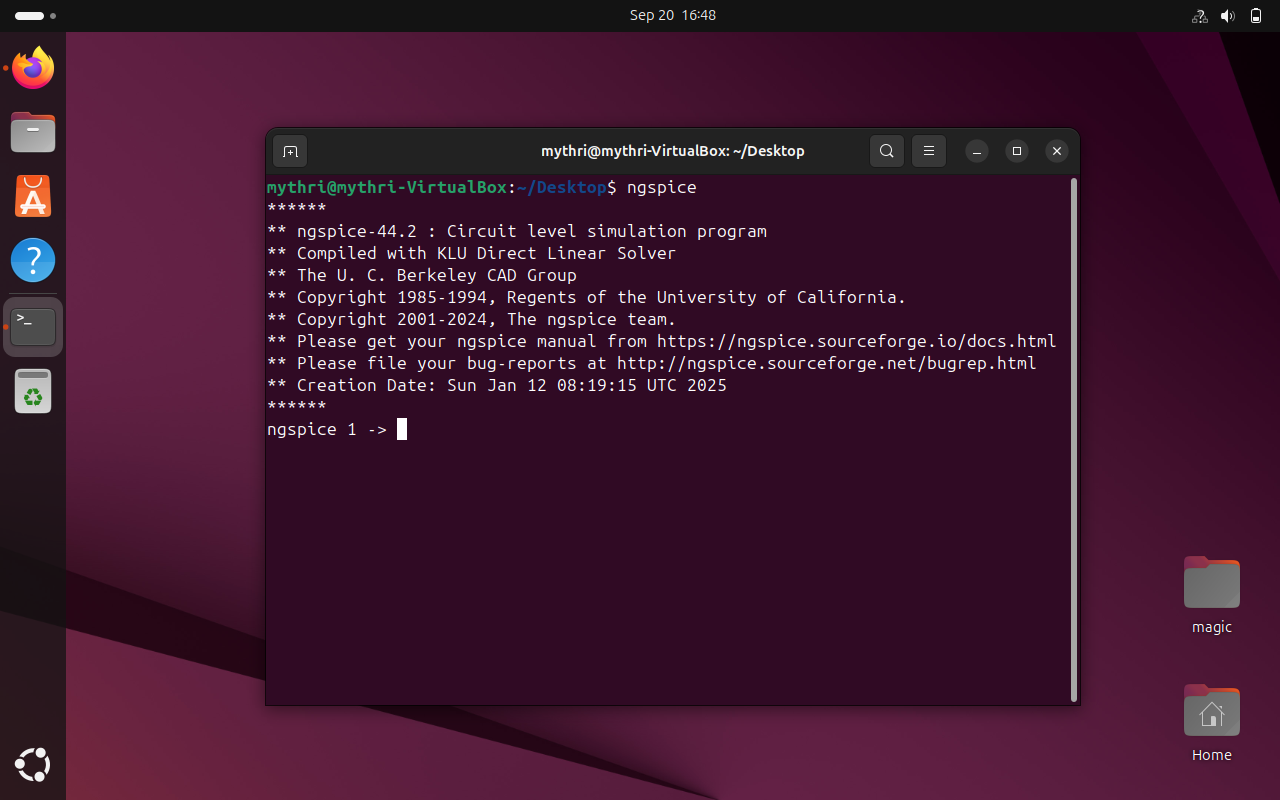 Sep 20 16:48
mythri@mythri-VirtualBox: ~/Desktop
mythri@mythri-VirtualBox:~/Desktop$ ngspice
******
** ngspice-44.2 : Circuit level simulation program
** Compiled with KLU Direct Linear Solver
** The U. C. Berkeley CAD Group
** Copyright 1985-1994, Regents of the University of California.
** Copyright 2001-2024, The ngspice team.
** Please get your ngspice manual from https://ngspice.sourceforge.io/docs.html
** Please file your bug-reports at http://ngspice.sourceforge.net/bugrep.html
** Creation Date: Sun Jan 12 08:19:15 UTC 2025
******
ngspice 1 ->
magic
Home